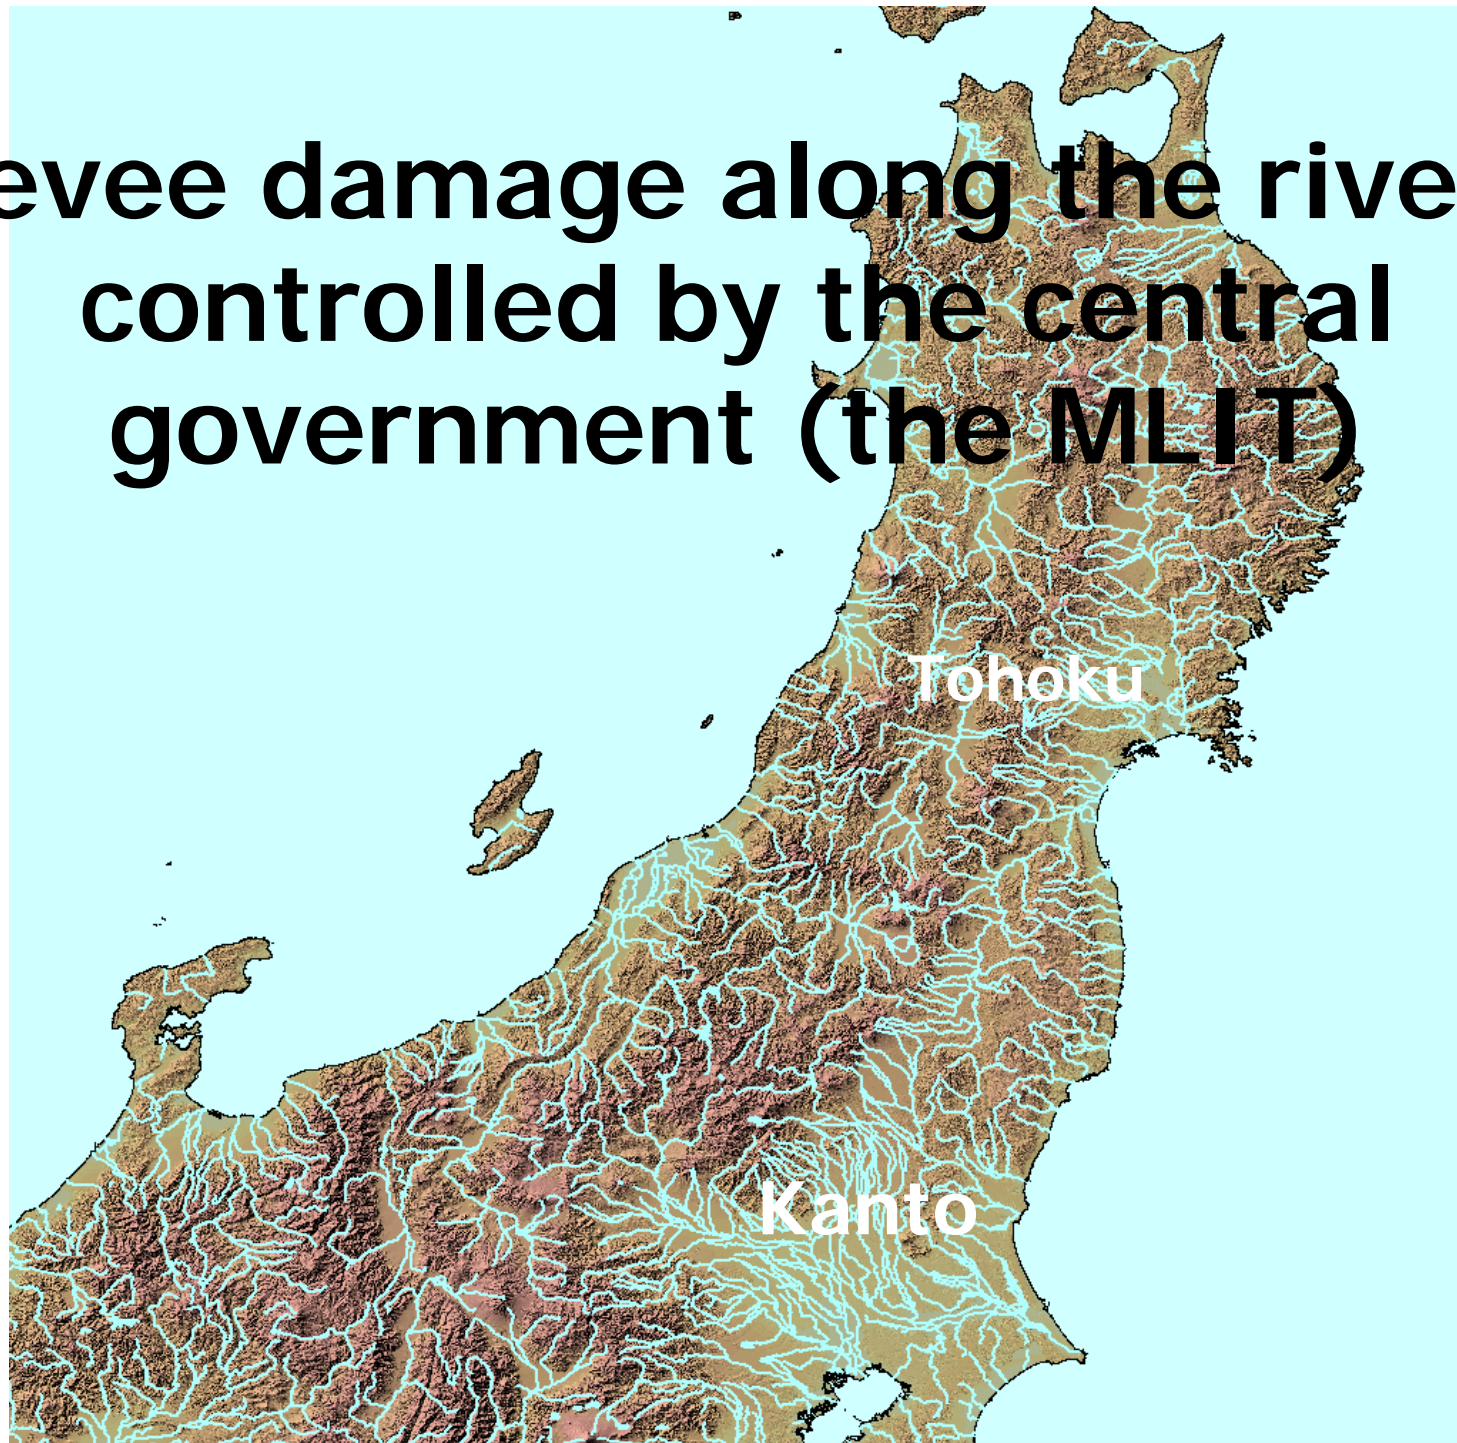 evee damage along the rive
controlled by the central
government (the MLIT)
Tohoku
Kanto